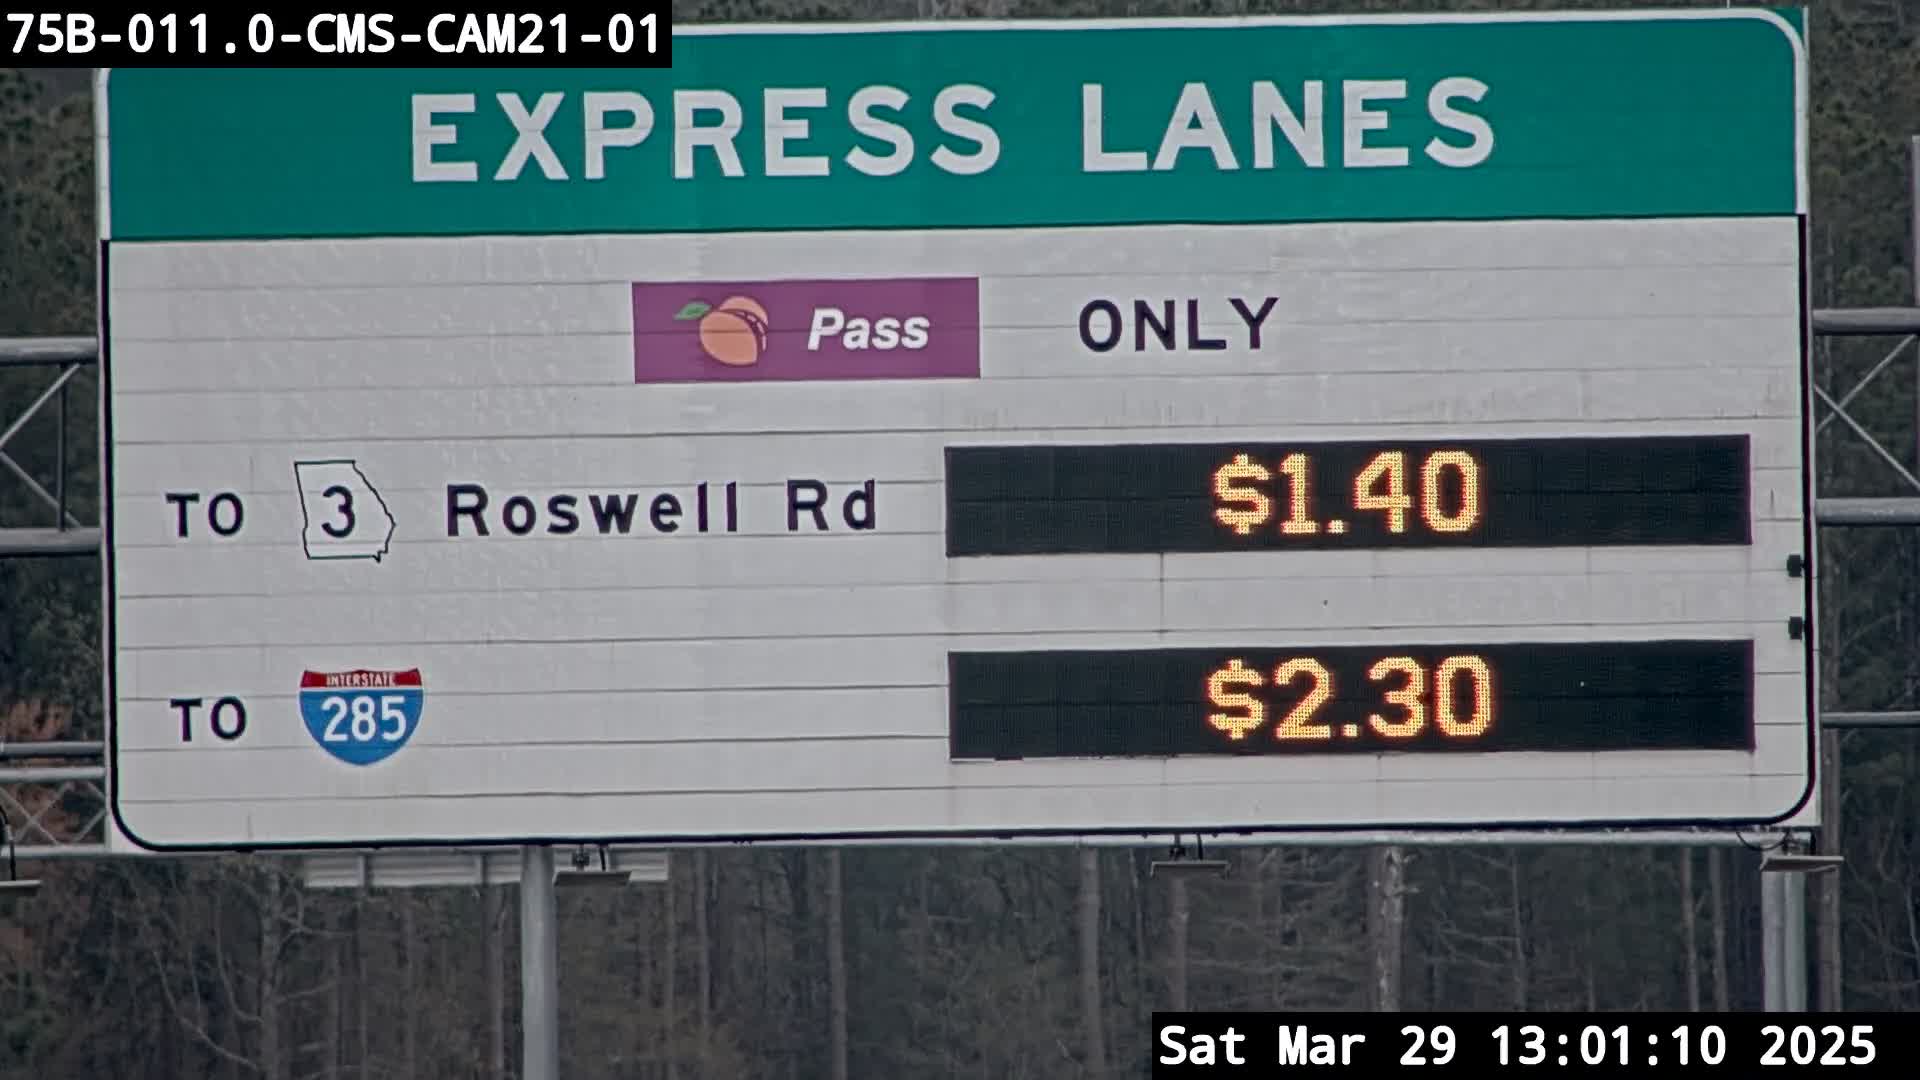 75B-011.0-CMS-CAM21-01
EXPRESS LANES
Pass ONLY
TO 3 Roswell Rd $1.40
INTERSTATE
TO 285 $2.30
Sat Mar 29 13:01:10 2025